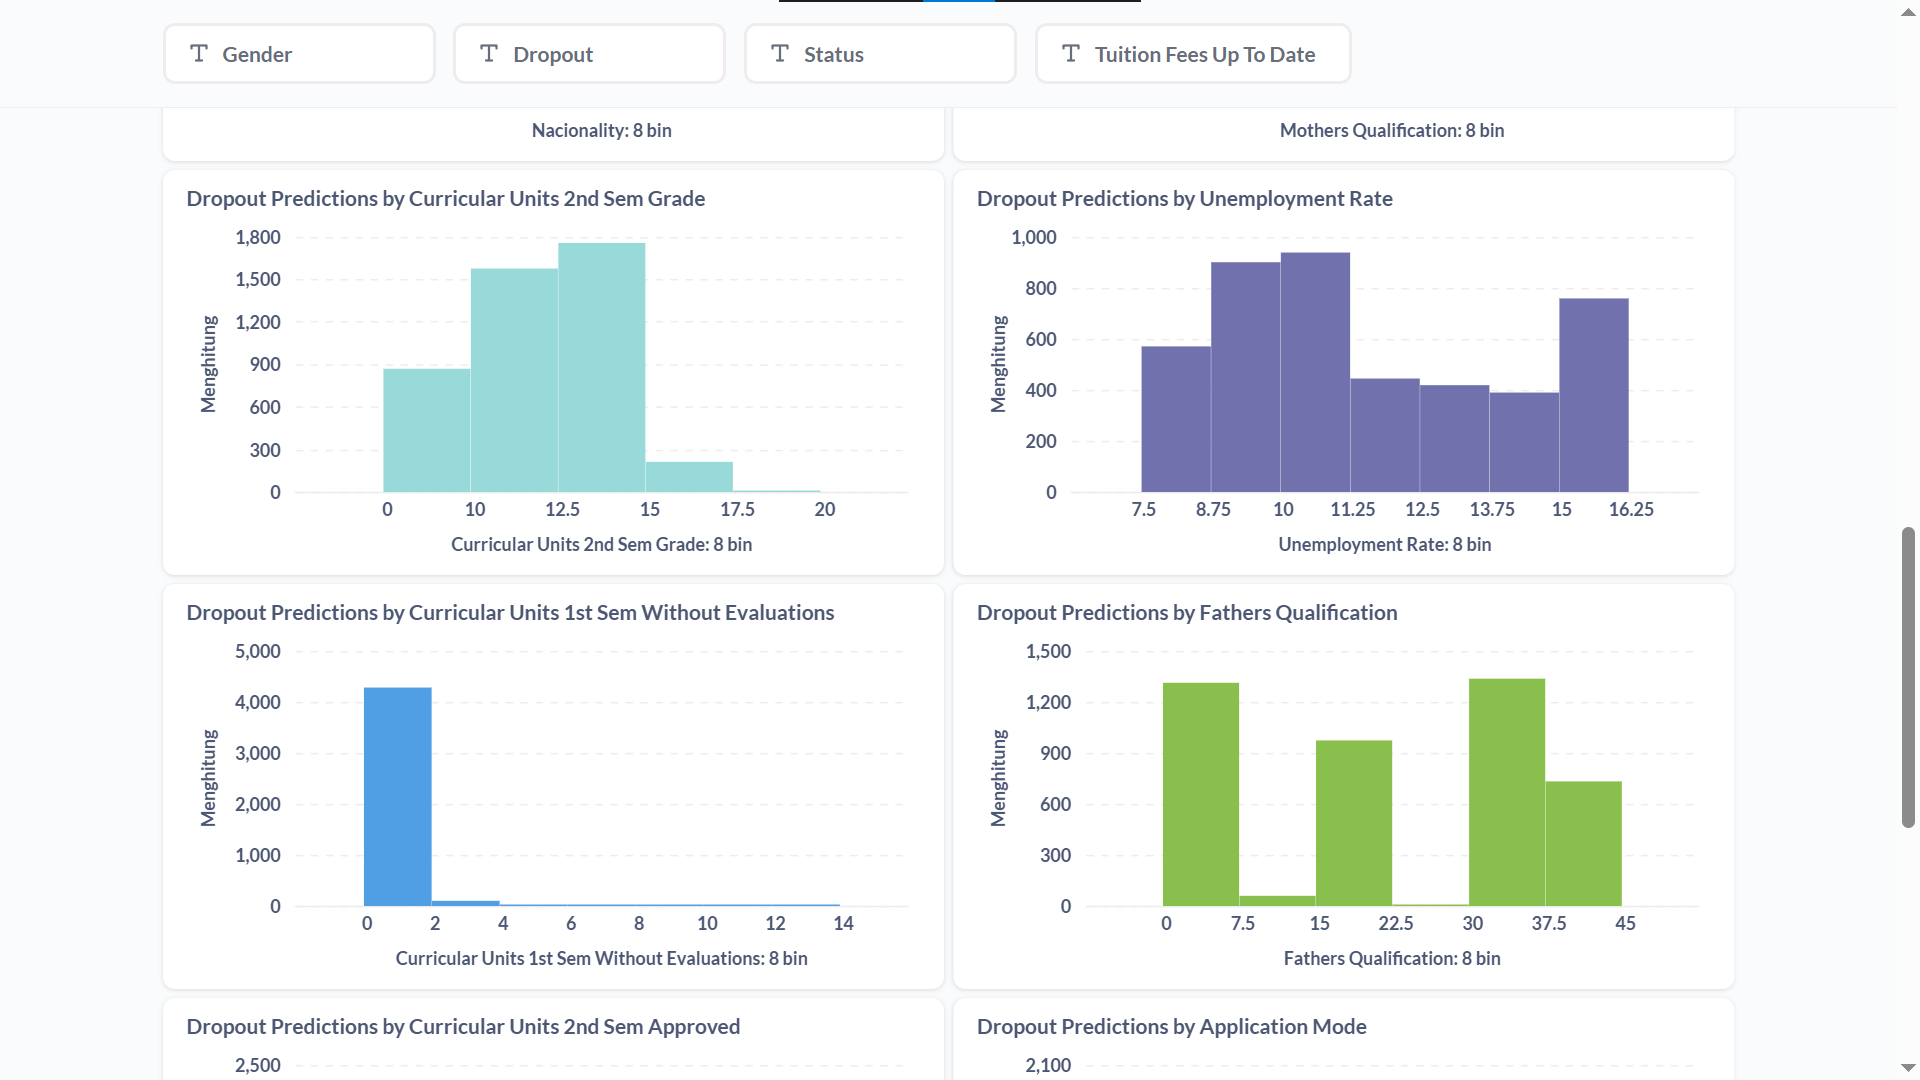 Gender
Dropout
Status
Tuition Fees Up To Date
Nacionality: 8 bin
Mothers Qualification: 8 bin
Dropout Predictions by Curricular Units 2nd Sem Grade
1,800
1,500
1,200
900
600
300
0
Menghitung
0 10 12.5 15 17.5 20
Curricular Units 2nd Sem Grade: 8 bin
Dropout Predictions by Unemployment Rate
1,000
800
600
400
200
0
Menghitung
7.5 8.75 10 11.25 12.5 13.75 15 16.25
Unemployment Rate: 8 bin
Dropout Predictions by Curricular Units 1st Sem Without Evaluations
5,000
4,000
3,000
2,000
1,000
0
Menghitung
0 2 4 6 8 10 12 14
Curricular Units 1st Sem Without Evaluations: 8 bin
Dropout Predictions by Fathers Qualification
1,500
1,200
900
600
300
0
Menghitung
0 7.5 15 22.5 30 37.5 45
Fathers Qualification: 8 bin
Dropout Predictions by Curricular Units 2nd Sem Approved
2,500
Dropout Predictions by Application Mode
2,100